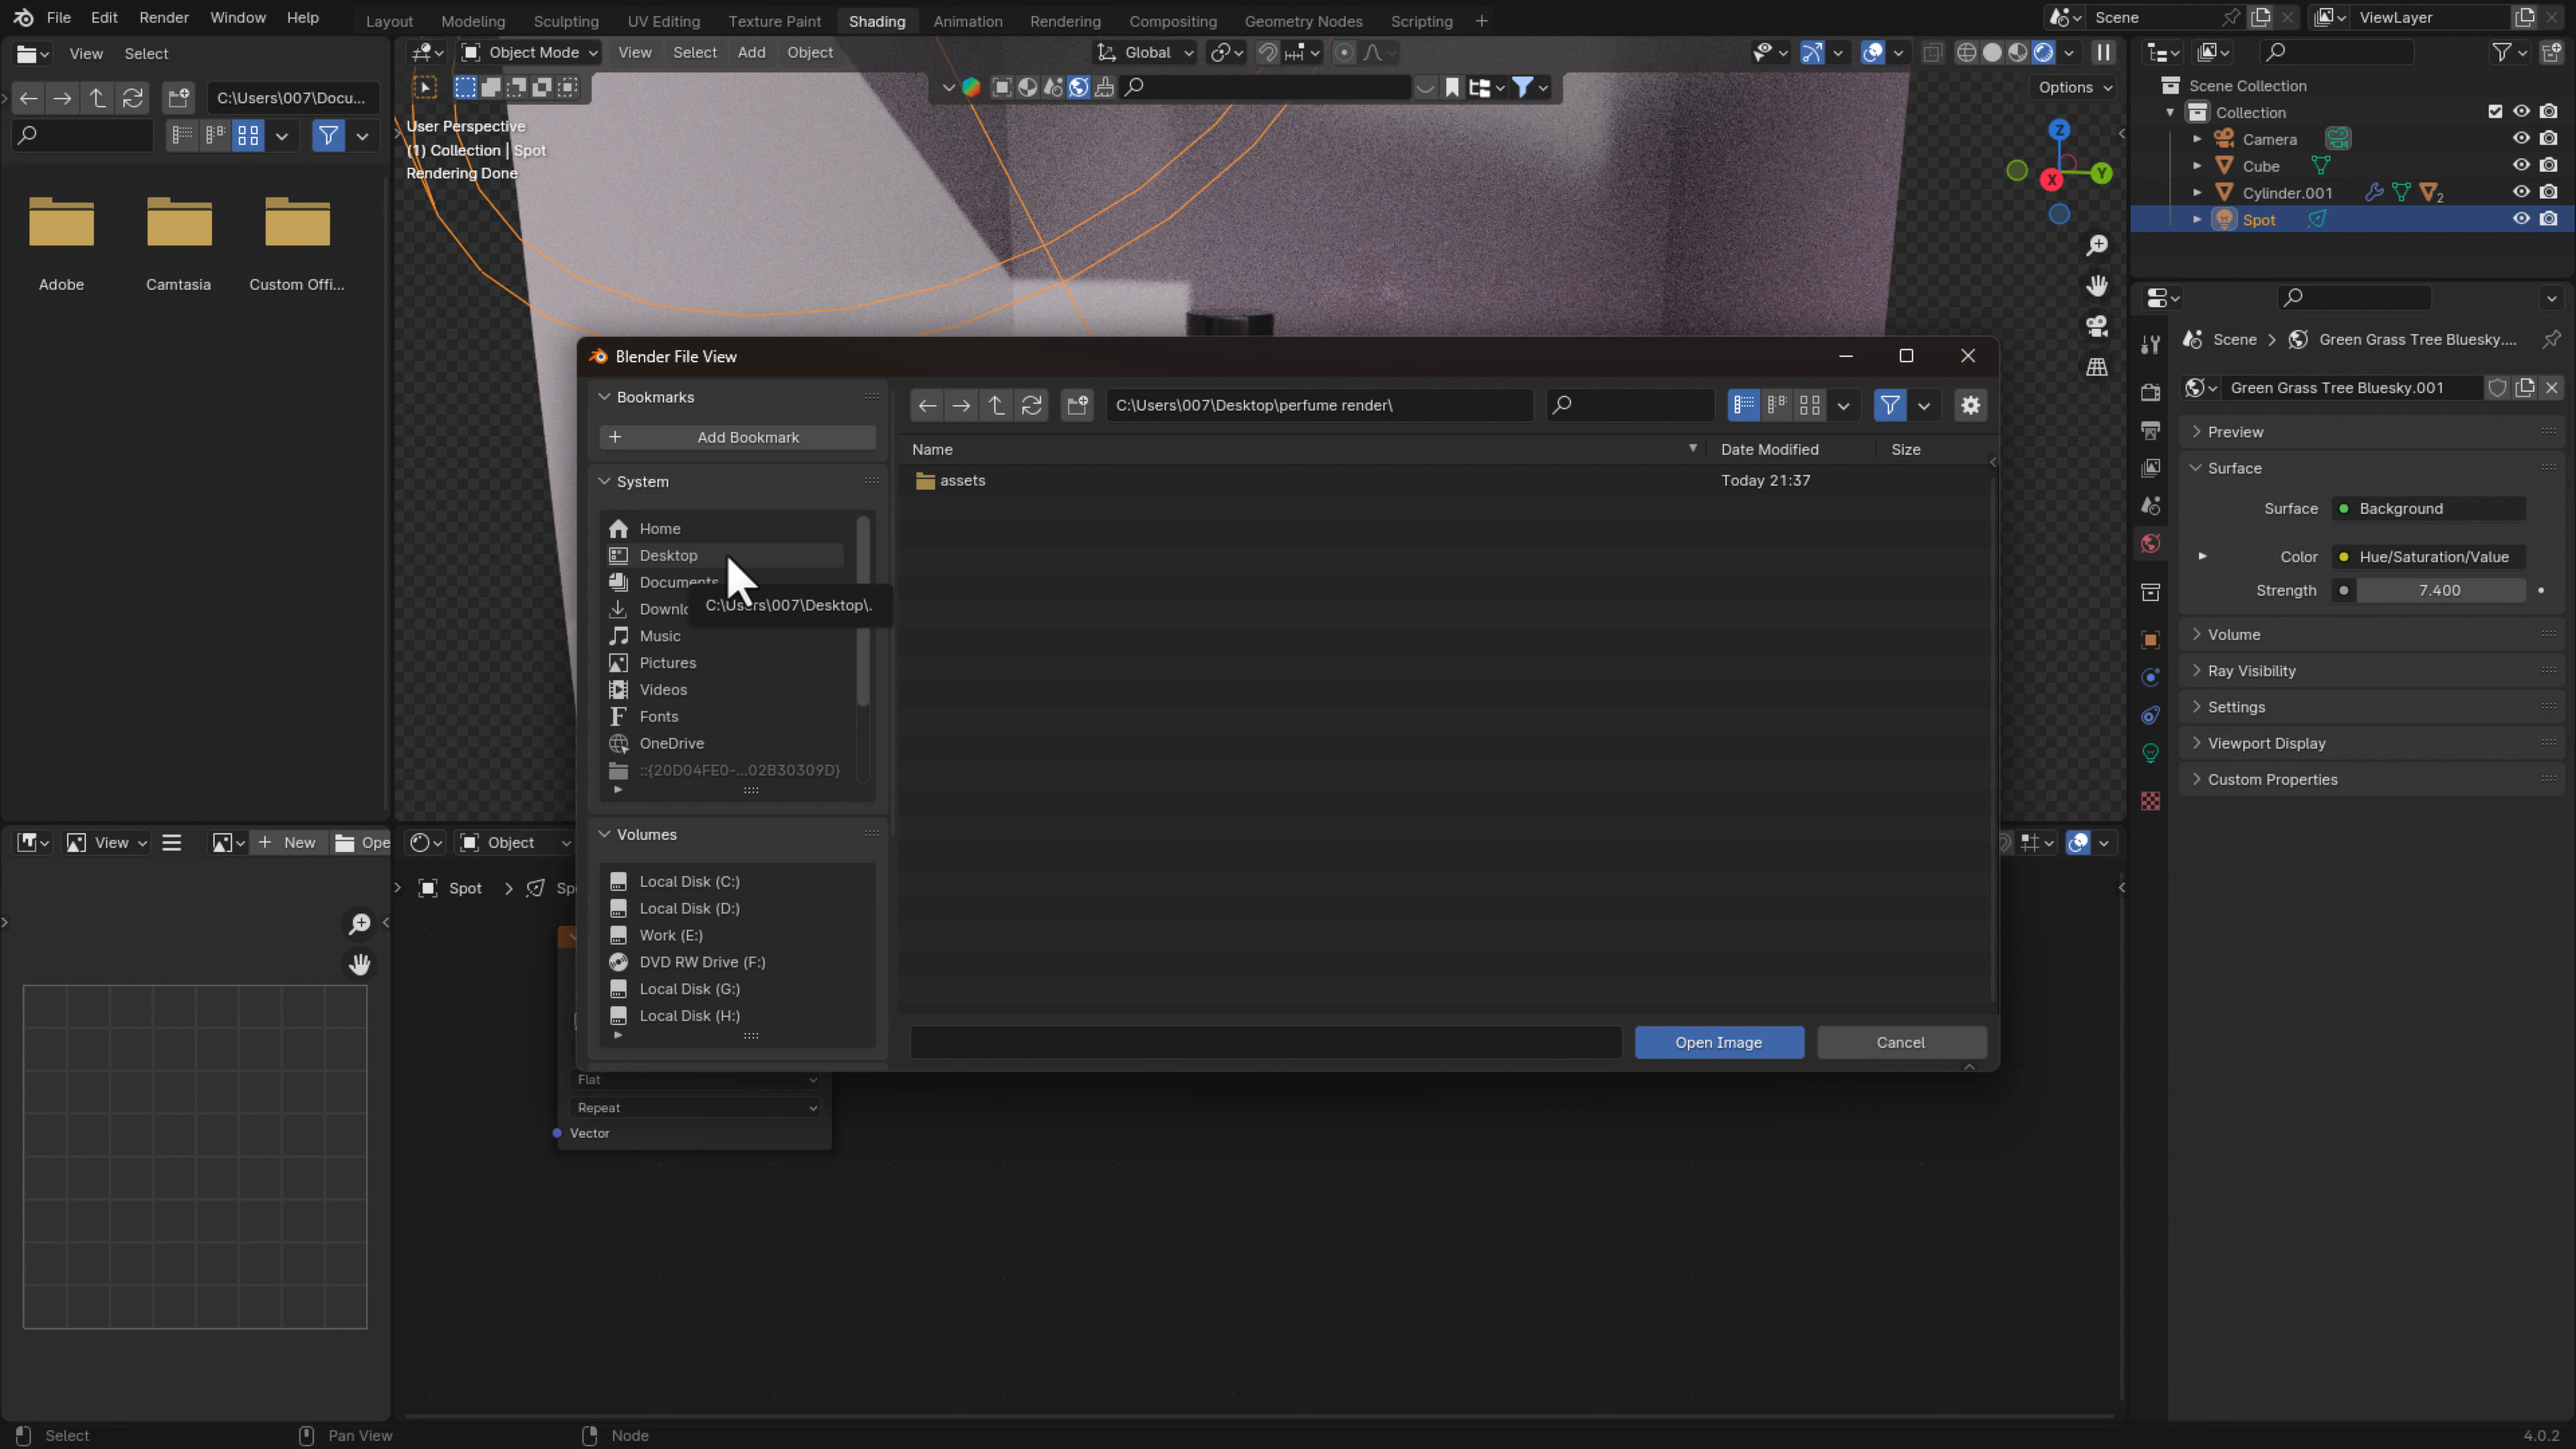 File Edit Render Window Help
Layout Modeling Sculpting UV Editing Texture Paint Shading Animation Rendering Compositing Geometry Nodes Scripting +
Scene
ViewLayer
View Select
C:\Users\007\Docu...
Adobe
Camtasia
Custom Offi...
Object Mode View Select Add Object
Global
Options
User Perspective
(1) Collection | Spot
Rendering Done
Z
Y
X
Scene Collection
Collection
Camera
Cube
Cylinder.001
2
Spot
Scene > Green Grass Tree Bluesky....
Green Grass Tree Bluesky.001
Preview
Surface
Surface Background
Color Hue/Saturation/Value
Strength 7.400
Volume
Ray Visibility
Settings
Viewport Display
Custom Properties
Blender File View
Bookmarks
Add Bookmark
System
Home
Desktop
Documents
Music
Pictures
Videos
Fonts
OneDrive
::{20D04FE0-...02B30309D}
C:\Users\007\Desktop\.
Volumes
Local Disk (C:)
Local Disk (D:)
Work (E:)
DVD RW Drive (F:)
Local Disk (G:)
Local Disk (H:)
C:\Users\007\Desktop\perfume render\
Name Date Modified Size
assets Today 21:37
Open Image Cancel
View
+ New
Ope
Object
Spot >
Sp
Flat
Repeat
Vector
Select
Pan View
Node
4.0.2